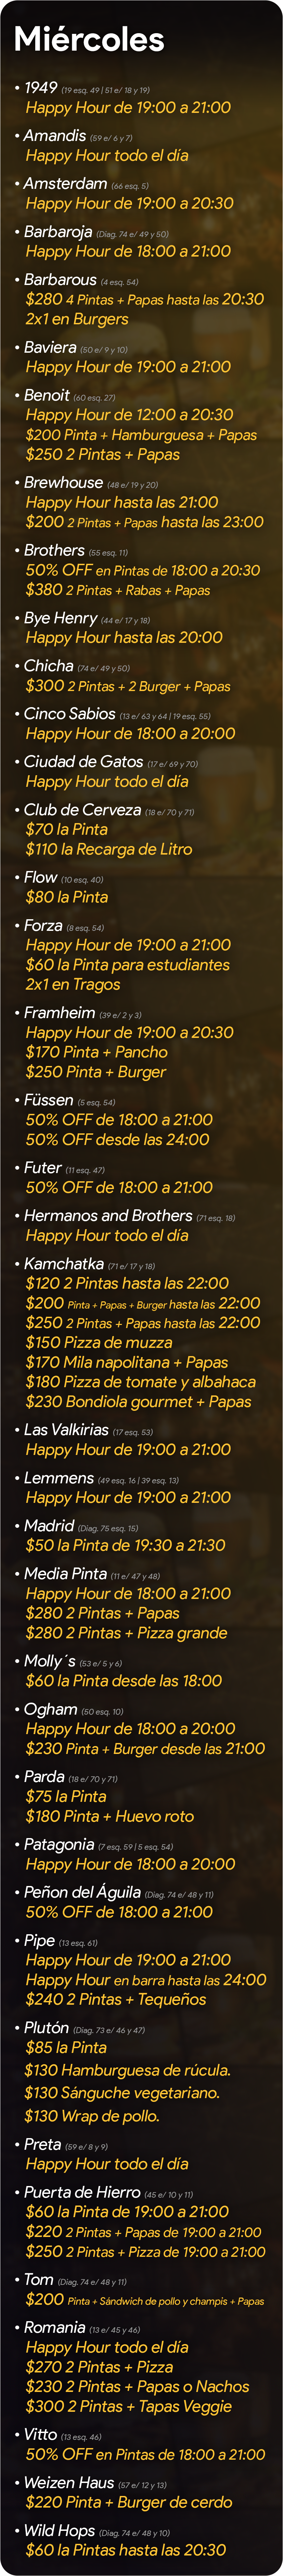 Miércoles
• 1949 (19 esq. 49 | 51 e/ 18 y 19)
Happy Hour de 19:00 a 21:00
• Amandis (59 e/ 6 y 7)
Happy Hour todo el día
• Amsterdam (66 esq. 5)
Happy Hour de 19:00 a 20:30
• Barbaroja (Diag. 74 e/ 49 y 50)
Happy Hour de 18:00 a 21:00
• Barbarous (4 esq. 54)
$280 4 Pintas + Papas hasta las 20:30
2x1 en Burgers
• Baviera (50 e/ 9 y 10)
Happy Hour de 19:00 a 21:00
• Benoit (60 esq. 27)
Happy Hour de 12:00 a 20:30
$200 Pinta + Hamburguesa + Papas
$250 2 Pintas + Papas
• Brewhouse (48 e/ 19 y 20)
Happy Hour hasta las 21:00
$200 2 Pintas + Papas hasta las 23:00
• Brothers (55 esq. 11)
50% OFF en Pintas de 18:00 a 20:30
$380 2 Pintas + Rabas + Papas
• Bye Henry (44 e/ 17 y 18)
Happy Hour hasta las 20:00
• Chicha (74 e/ 49 y 50)
$300 2 Pintas + 2 Burger + Papas
• Cinco Sabios (13 e/ 63 y 64 | 19 esq. 55)
Happy Hour de 18:00 a 20:00
• Ciudad de Gatos (17 e/ 69 y 70)
Happy Hour todo el día
• Club de Cerveza (18 e/ 70 y 71)
$70 la Pinta
$110 la Recarga de Litro
• Flow (10 esq. 40)
$80 la Pinta
• Forza (8 esq. 54)
Happy Hour de 19:00 a 21:00
$60 la Pinta para estudiantes
2x1 en Tragos
• Framheim (39 e/ 2 y 3)
Happy Hour de 19:00 a 20:30
$170 Pinta + Pancho
$250 Pinta + Burger
• Füssen (5 esq. 54)
50% OFF de 18:00 a 21:00
50% OFF desde las 24:00
• Futer (11 esq. 47)
50% OFF de 18:00 a 21:00
• Hermanos and Brothers (71 esq. 18)
Happy Hour todo el día
• Kamchatka (71 e/ 17 y 18)
$120 2 Pintas hasta las 22:00
$200 Pinta + Papas + Burger hasta las 22:00
$250 2 Pintas + Papas hasta las 22:00
$150 Pizza de muzza
$170 Mila napolitana + Papas
$180 Pizza de tomate y albahaca
$230 Bondiola gourmet + Papas
• Las Valkirias (17 esq. 53)
Happy Hour de 19:00 a 21:00
• Lemmens (49 esq. 16 | 39 esq. 13)
Happy Hour de 19:00 a 21:00
• Madrid (Diag. 75 esq. 15)
$50 la Pinta de 19:30 a 21:30
• Media Pinta (11 e/ 47 y 48)
Happy Hour de 18:00 a 21:00
$280 2 Pintas + Papas
$280 2 Pintas + Pizza grande
• Molly´s (53 e/ 5 y 6)
$60 la Pinta desde las 18:00
• Ogham (50 esq. 10)
Happy Hour de 18:00 a 20:00
$230 Pinta + Burger desde las 21:00
• Parda (18 e/ 70 y 71)
$75 la Pinta
$180 Pinta + Huevo roto
• Patagonia (7 esq. 59 | 5 esq. 54)
Happy Hour de 18:00 a 20:00
• Peñon del Águila (Diag. 74 e/ 48 y 11)
50% OFF de 18:00 a 21:00
• Pipe (13 esq. 61)
Happy Hour de 19:00 a 21:00
Happy Hour en barra hasta las 24:00
$240 2 Pintas + Tequeños
• Plutón (Diag. 73 e/ 46 y 47)
$85 la Pinta
$130 Hamburguesa de rúcula.
$130 Sánguche vegetariano.
$130 Wrap de pollo.
• Preta (59 e/ 8 y 9)
Happy Hour todo el día
• Puerta de Hierro (45 e/ 10 y 11)
$60 la Pinta de 19:00 a 21:00
$220 2 Pintas + Papas de 19:00 a 21:00
$250 2 Pintas + Pizza de 19:00 a 21:00
• Tom (Diag. 74 e/ 48 y 11)
$200 Pinta + Sándwich de pollo y champis + Papas
• Romania (13 e/ 45 y 46)
Happy Hour todo el día
$270 2 Pintas + Pizza
$230 2 Pintas + Papas o Nachos
$300 2 Pintas + Tapas Veggie
• Vitto (13 esq. 46)
50% OFF en Pintas de 18:00 a 21:00
• Weizen Haus (57 e/ 12 y 13)
$220 Pinta + Burger de cerdo
• Wild Hops (Diag. 74 e/ 48 y 10)
$60 la Pintas hasta las 20:30